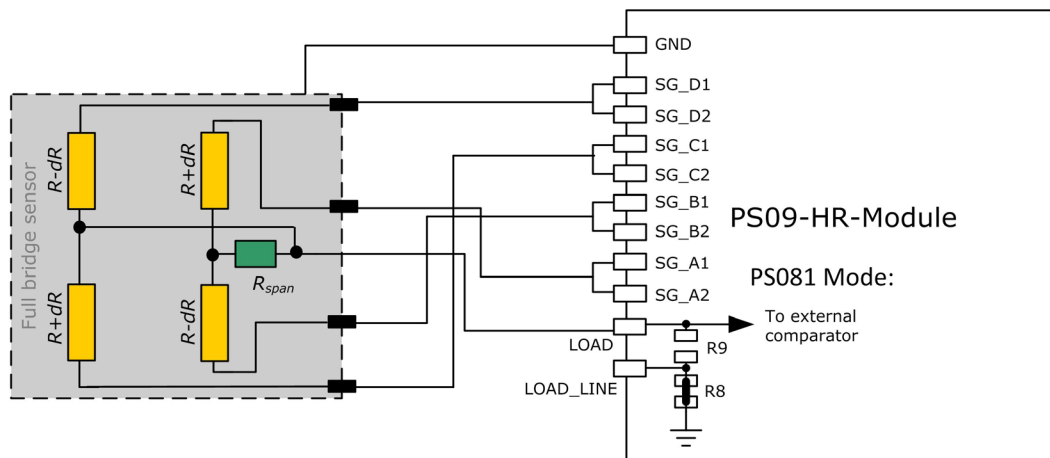 GND
SG_D1
SG_D2
SG_C1
SG_C2
SG_B1
SG_B2
SG_A1
SG_A2
LOAD
LOAD_LINE
PS09-HR-Module
PS081 Mode:
To external
comparator
R9
R8
Full bridge sensor
R-dR
R+dR
R+dR
R-dR
Rspan